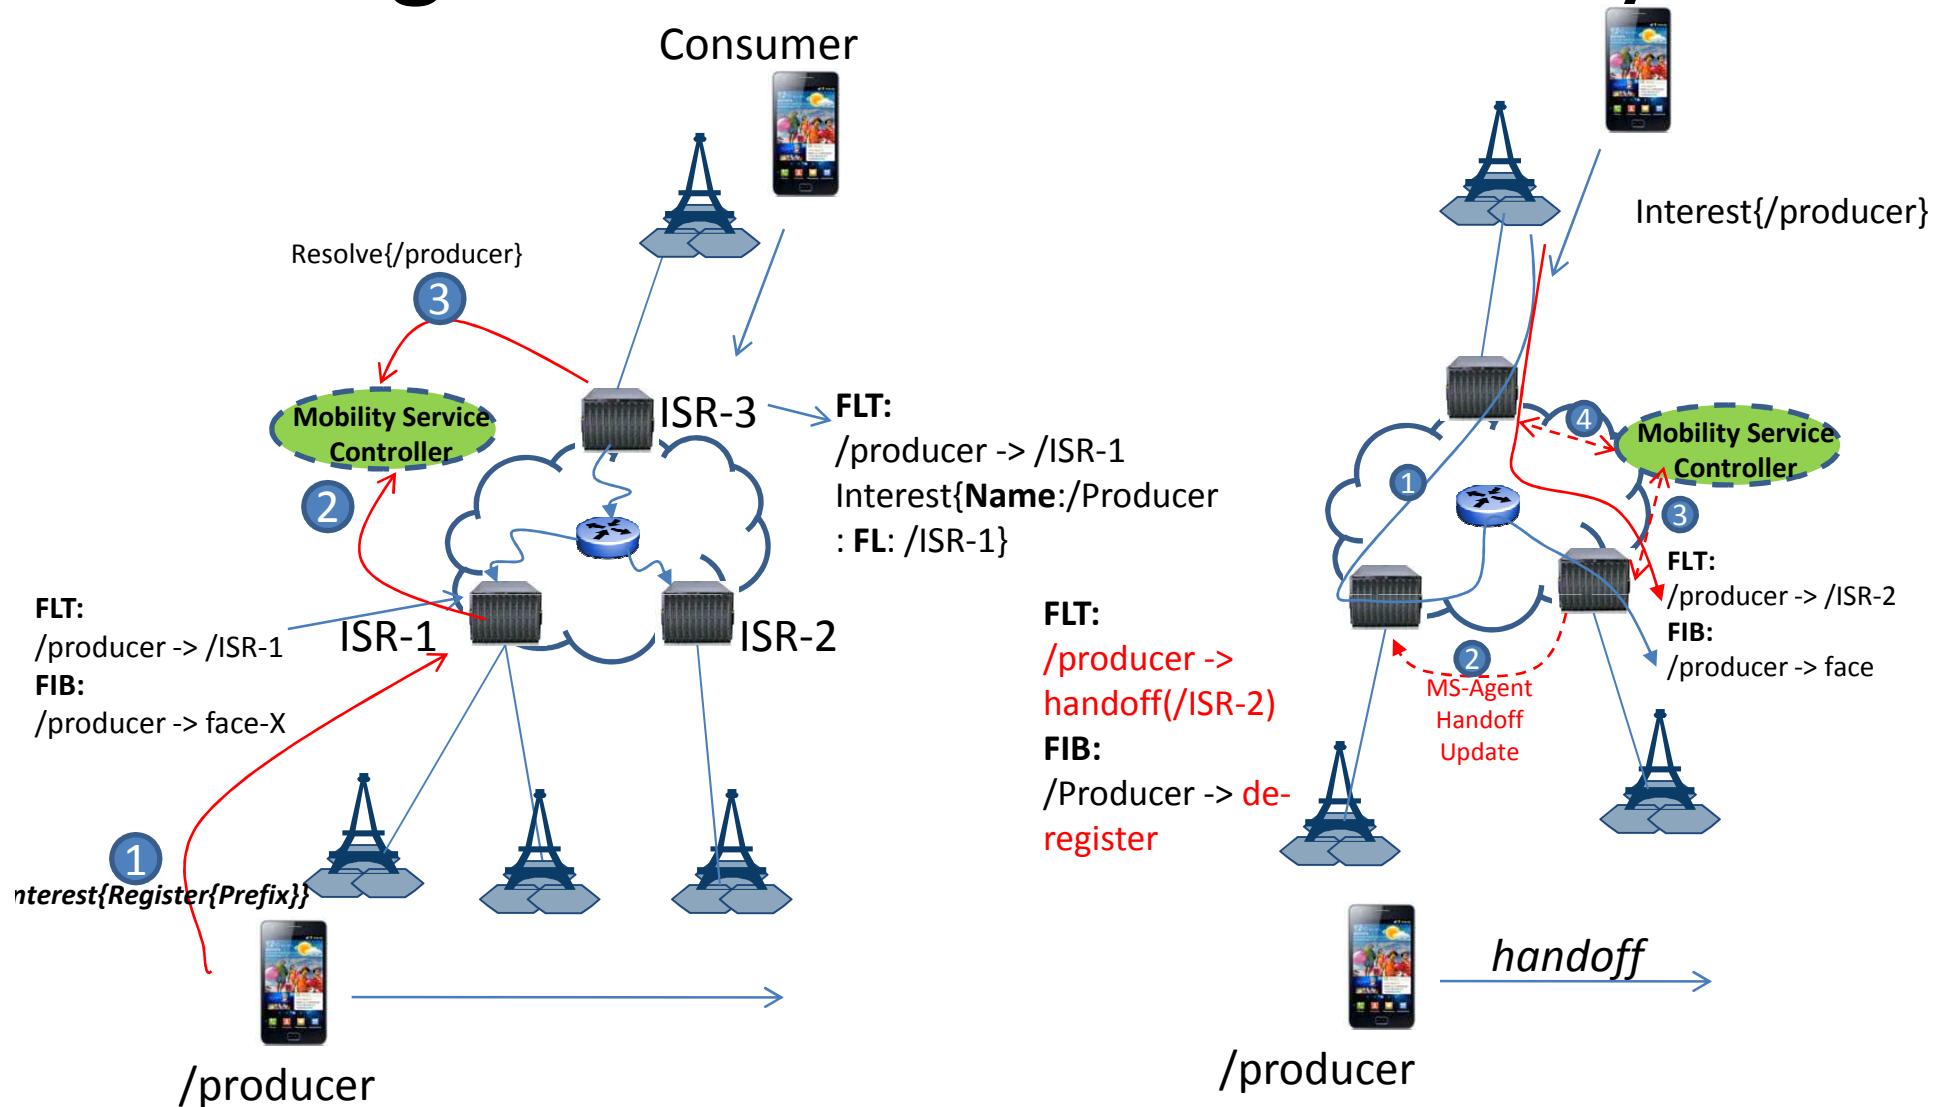 Consumer
Resolve{/producer}
3
Mobility Service
Controller
2
ISR-3
FLT:
/producer -> /ISR-1
Interest{Name:/Producer
: FL: /ISR-1}
FLT:
/producer -> /ISR-1
FIB:
/producer -> face-X
ISR-1
ISR-2
1
nterest{Register{Prefix}}
/producer
Interest{/producer}
4
Mobility Service
Controller
1
3
FLT:
/producer -> /ISR-2
FIB:
/producer -> face
2
MS-Agent
Handoff
Update
FLT:
/producer ->
handoff(/ISR-2)
FIB:
/Producer -> de-
register
handoff
/producer